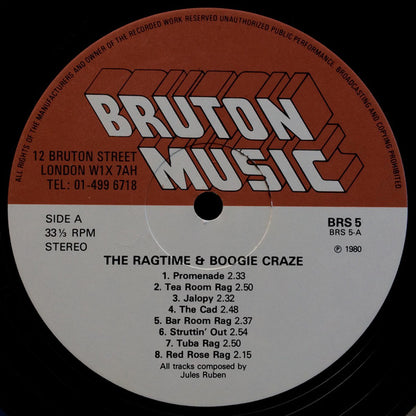 ALL RIGHTS OF THE MANUFACTURERS AND OWNER OF THE RECORDED WORK RESERVED UNAUTHORIZED PUBLIC PERFORMANCE, BROADCASTING AND COPYING PROHIBITED
BRUTON
MUSIC
12 BRUTON STREET
LONDON W1X 7AH
TEL: 01-499 6718
SIDE A
33⅓ RPM
STEREO
BRS 5
BRS 5-A
℗ 1980
THE RAGTIME & BOOGIE CRAZE
1. Promenade 2.33
2. Tea Room Rag 2.50
3. Jalopy 2.32
4. The Cad 2.48
5. Bar Room Rag 2.37
6. Struttin' Out 2.54
7. Tuba Rag 2.50
8. Red Rose Rag 2.15
All tracks composed by
Jules Ruben